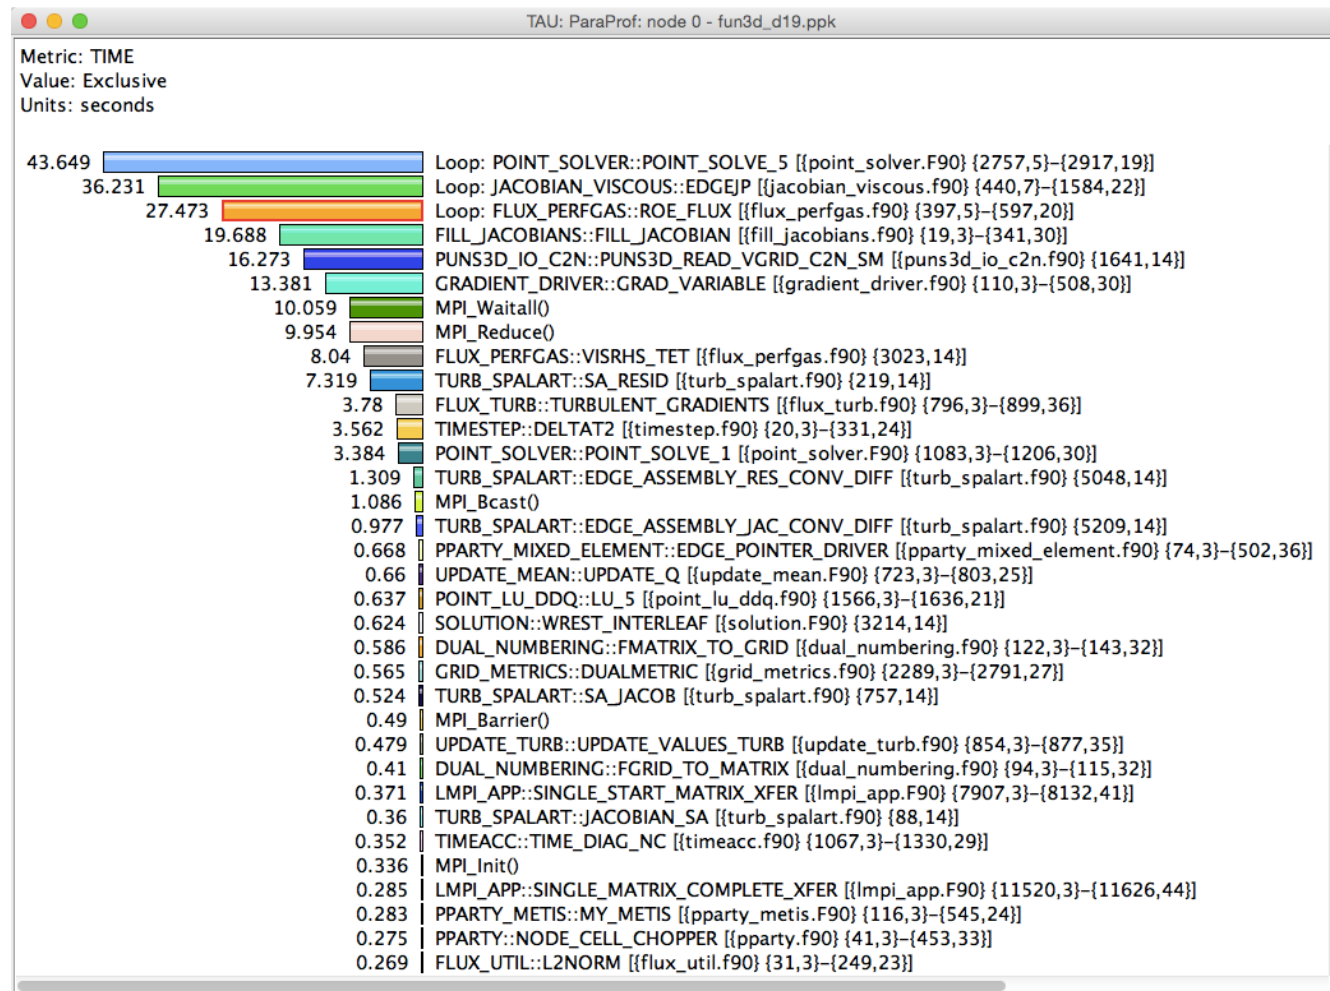 TAU: ParaProf: node 0 - fun3d_d19.ppk
Metric: TIME
Value: Exclusive
Units: seconds
43.649 Loop: POINT_SOLVER::POINT_SOLVE_5 [{point_solver.F90} {2757,5}-{2917,19}]
36.231 Loop: JACOBIAN_VISCOUS::EDGEJP [{jacobian_viscous.f90} {440,7}-{1584,22}]
27.473 Loop: FLUX_PERFGAS::ROE_FLUX [{flux_perfgas.f90} {397,5}-{597,20}]
19.688 FILL_JACOBIANS::FILL_JACOBIAN [{fill_jacobians.f90} {19,3}-{341,30}]
16.273 PUNS3D_IO_C2N::PUNS3D_READ_VGRID_C2N_SM [{puns3d_io_c2n.f90} {1641,14}]
13.381 GRADIENT_DRIVER::GRAD_VARIABLE [{gradient_driver.f90} {110,3}-{508,30}]
10.059 MPI_Waitall()
9.954 MPI_Reduce()
8.04 FLUX_PERFGAS::VISRHS_TET [{flux_perfgas.f90} {3023,14}]
7.319 TURB_SPALART::SA_RESID [{turb_spalart.f90} {219,14}]
3.78 FLUX_TURB::TURBULENT_GRADIENTS [{flux_turb.f90} {796,3}-{899,36}]
3.562 TIMESTEP::DELTAT2 [{timestep.f90} {20,3}-{331,24}]
3.384 POINT_SOLVER::POINT_SOLVE_1 [{point_solver.F90} {1083,3}-{1206,30}]
1.309 TURB_SPALART::EDGE_ASSEMBLY_RES_CONV_DIFF [{turb_spalart.f90} {5048,14}]
1.086 MPI_Bcast()
0.977 TURB_SPALART::EDGE_ASSEMBLY_JAC_CONV_DIFF [{turb_spalart.f90} {5209,14}]
0.668 PPARTY_MIXED_ELEMENT::EDGE_POINTER_DRIVER [{pparty_mixed_element.f90} {74,3}-{502,36}]
0.66 UPDATE_MEAN::UPDATE_Q [{update_mean.F90} {723,3}-{803,25}]
0.637 POINT_LU_DDQ::LU_5 [{point_lu_ddq.f90} {1566,3}-{1636,21}]
0.624 SOLUTION::WREST_INTERLEAF [{solution.F90} {3214,14}]
0.586 DUAL_NUMBERING::FMATRIX_TO_GRID [{dual_numbering.f90} {122,3}-{143,32}]
0.565 GRID_METRICS::DUALMETRIC [{grid_metrics.f90} {2289,3}-{2791,27}]
0.524 TURB_SPALART::SA_JACOB [{turb_spalart.f90} {757,14}]
0.49 MPI_Barrier()
0.479 UPDATE_TURB::UPDATE_VALUES_TURB [{update_turb.f90} {854,3}-{877,35}]
0.41 DUAL_NUMBERING::FGRID_TO_MATRIX [{dual_numbering.f90} {94,3}-{115,32}]
0.371 LMPI_APP::SINGLE_START_MATRIX_XFER [{lmpi_app.F90} {7907,3}-{8132,41}]
0.36 TURB_SPALART::JACOBIAN_SA [{turb_spalart.f90} {88,14}]
0.352 TIMEACC::TIME_DIAG_NC [{timeacc.f90} {1067,3}-{1330,29}]
0.336 MPI_Init()
0.285 LMPI_APP::SINGLE_MATRIX_COMPLETE_XFER [{lmpi_app.F90} {11520,3}-{11626,44}]
0.283 PPARTY_METIS::MY_METIS [{pparty_metis.F90} {116,3}-{545,24}]
0.275 PPARTY::NODE_CELL_CHOPPER [{pparty.f90} {41,3}-{453,33}]
0.269 FLUX_UTIL::L2NORM [{flux_util.f90} {31,3}-{249,23}]